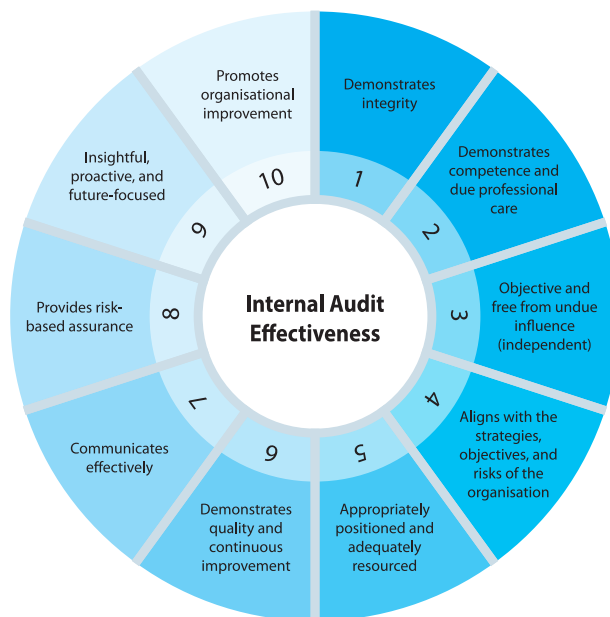 Internal Audit
Effectiveness
1
Demonstrates
integrity
2
Demonstrates
competence and
due professional
care
3
Objective and
free from undue
influence
(independent)
4
Aligns with the
strategies,
objectives, and
risks of the
organisation
5
Appropriately
positioned and
adequately
resourced
6
Demonstrates
quality and
continuous
improvement
7
Communicates
effectively
8
Provides risk-
based assurance
9
Insightful,
proactive, and
future-focused
10
Promotes
organisational
improvement